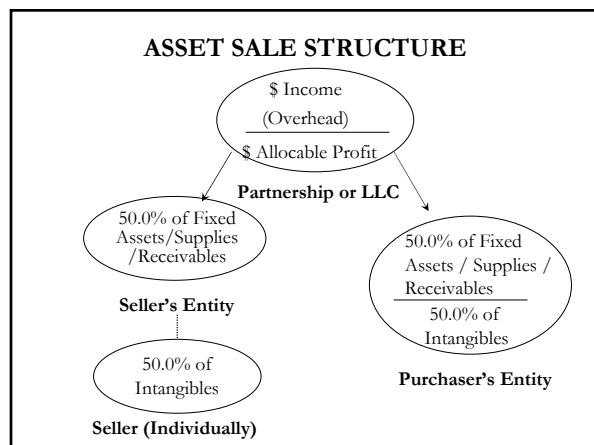 ASSET SALE STRUCTURE
$ Income
(Overhead)
$ Allocable Profit
Partnership or LLC
50.0% of Fixed
Assets/Supplies
/Receivables
Seller's Entity
50.0% of
Intangibles
Seller (Individually)
50.0% of Fixed
Assets / Supplies /
Receivables
50.0% of
Intangibles
Purchaser's Entity